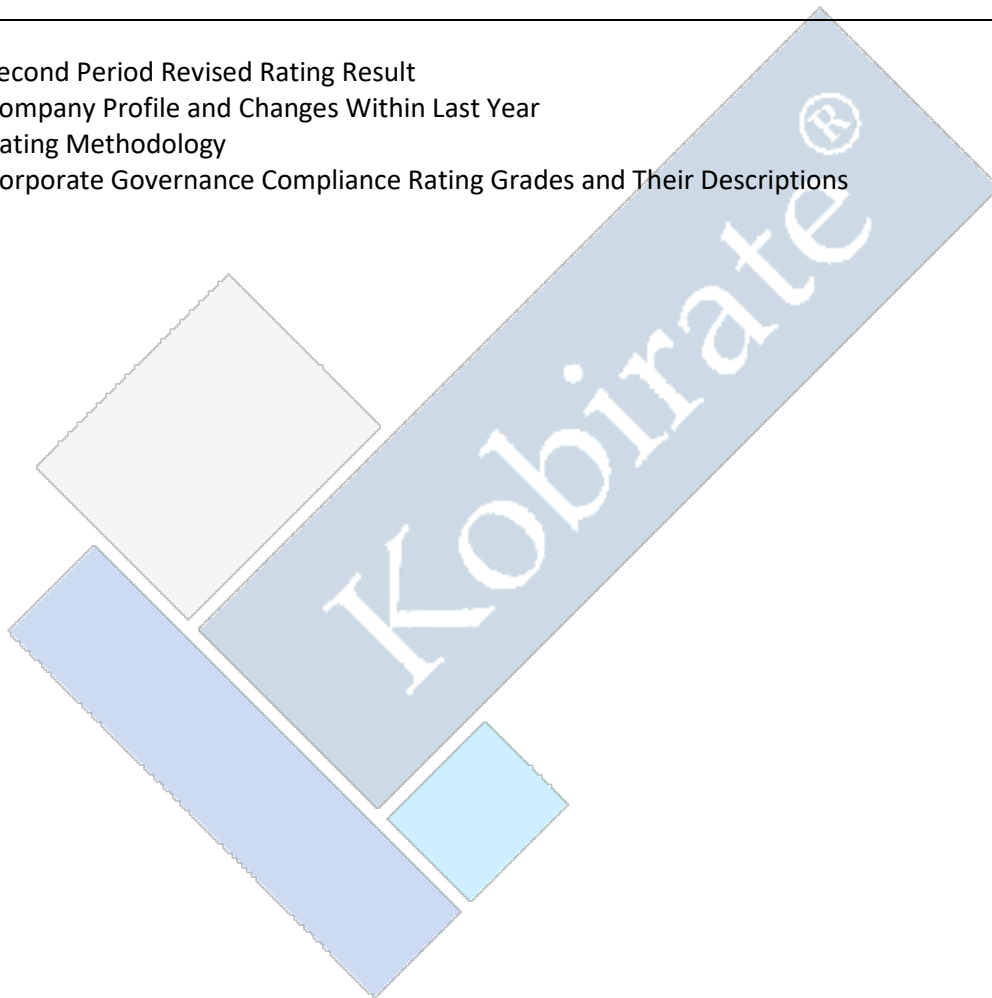 econd Period Revised Rating Result
ompany Profile and Changes Within Last Year
ating Methodology
orporate Governance Compliance Rating Grades and Their Descriptions
Kobirate®